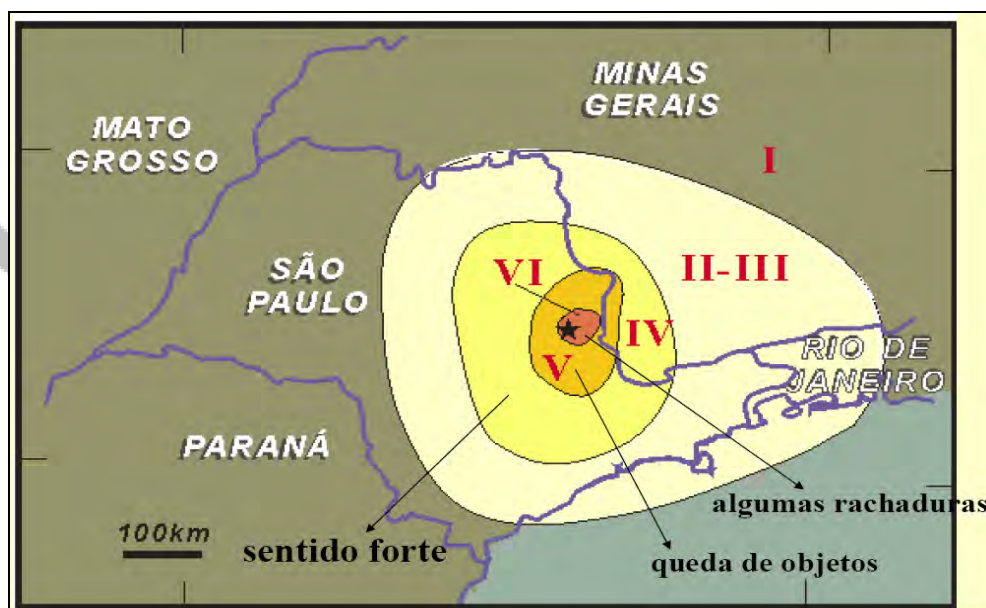 MINAS
GERAIS
MATO
GROSSO
I
SÃO
PAULO
VI
II-III
IV
V
RIO DE
JANEIRO
PARANÁ
algumas rachaduras
100km
sentido forte
queda de objetos